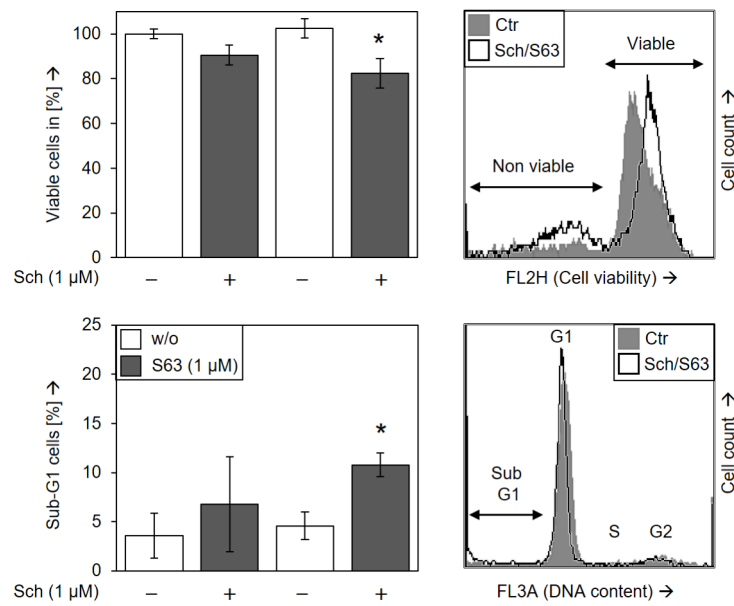 Viable cells in [%] →
100
80
60
40
20
0
*
Sch (1 µM)
– + – +
Ctr
Sch/S63
Viable
Non viable
Cell count →
FL2H (Cell viability) →
Sub-G1 cells [%] →
25
20
15
10
5
0
w/o
S63 (1 µM)
*
Sch (1 µM)
– + – +
G1
Ctr
Sch/S63
Sub
G1
S G2
Cell count →
FL3A (DNA content) →